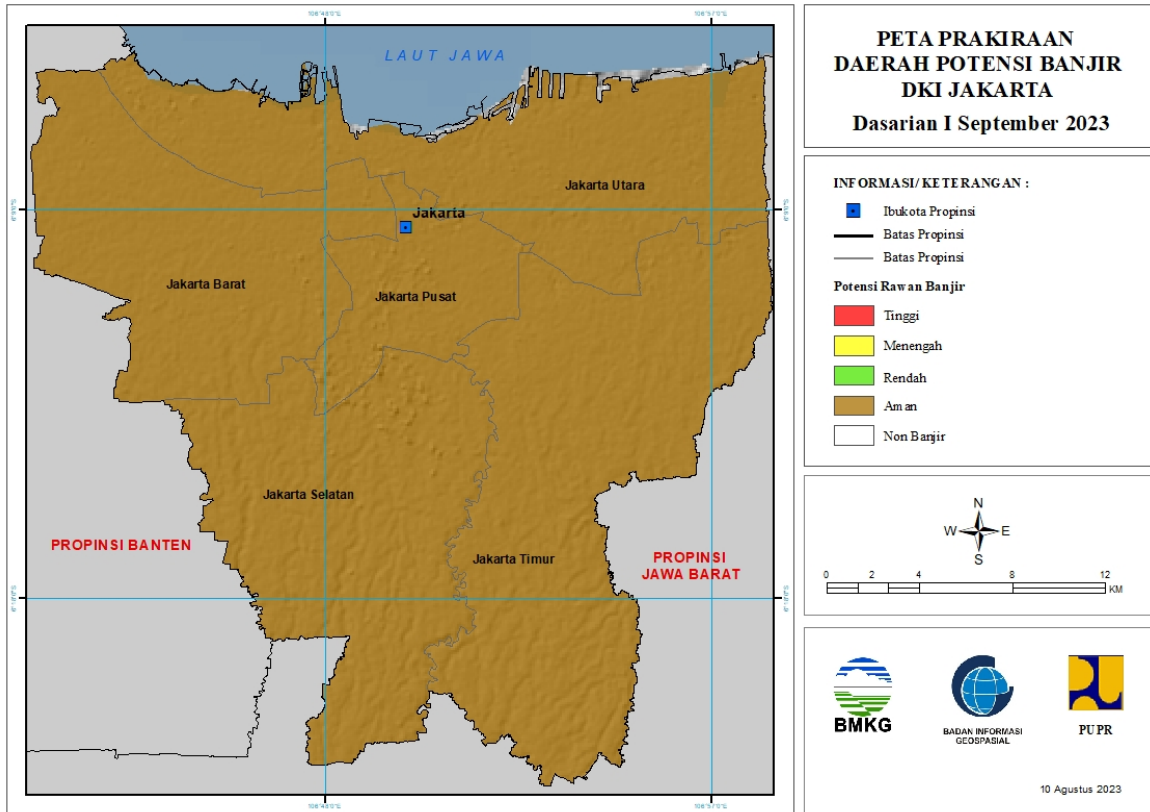 LAUT JAWA
Jakarta Utara
Jakarta
Jakarta Barat
Jakarta Pusat
Jakarta Selatan
Jakarta Timur
PROPINSI BANTEN
PROPINSI
JAWA BARAT
PETA PRAKIRAAN
DAERAH POTENSI BANJIR
DKI JAKARTA
Dasarian I September 2023
INFORMASI/ KETERANGAN :
Ibukota Propinsi
Batas Propinsi
Batas Propinsi
Potensi Rawan Banjir
Tinggi
Menengah
Rendah
Aman
Non Banjir
N
W E
S
0 2 4 8 12
KM
BMKG
BADAN INFORMASI
GEOSPASIAL
PUPR
10 Agustus 2023